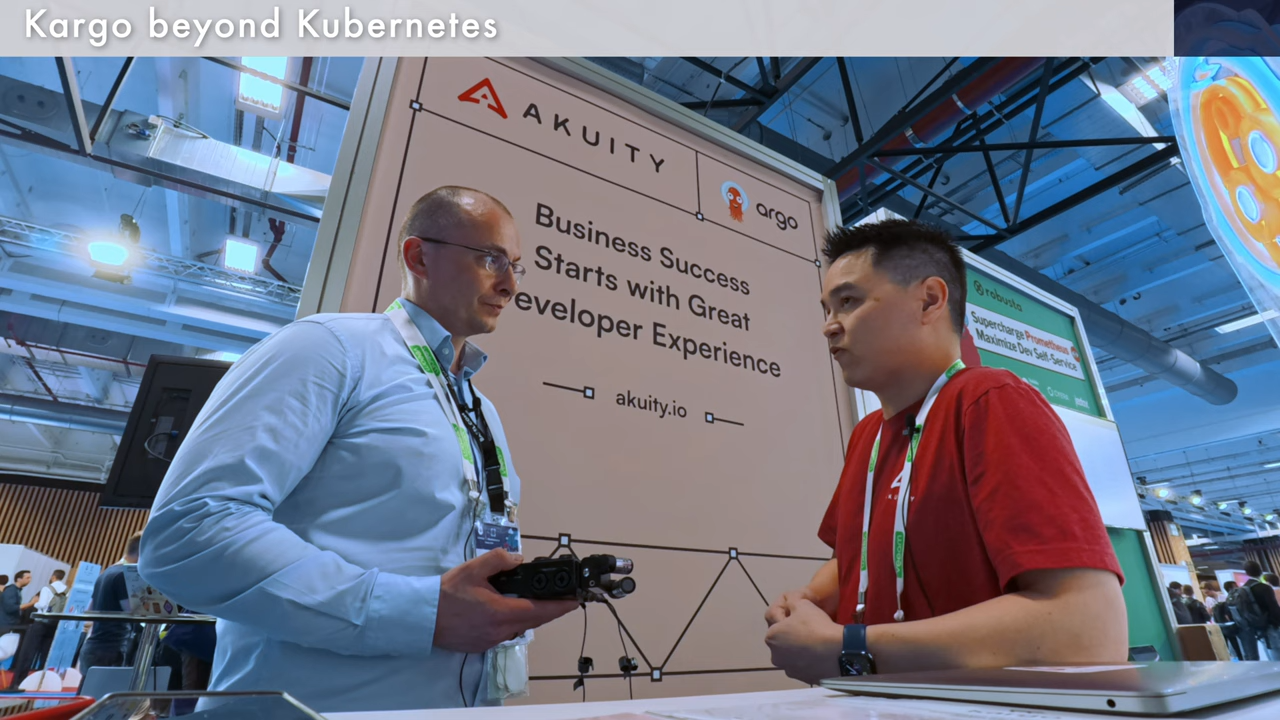 Kargo beyond Kubernetes
AKUITY
argo
Business Success
Starts with Great
eveloper Experience
akuity.io
robusta
Supercharge Prometheus
Maximize Dev Self-Service
AKUITY